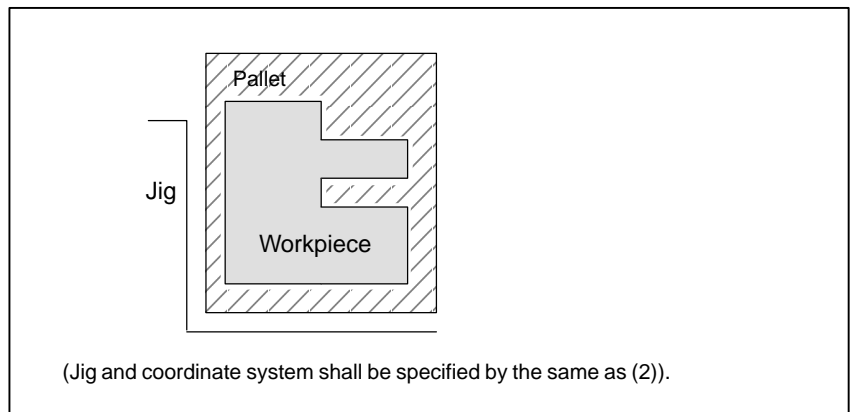 Pallet
Jig
Workpiece
(Jig and coordinate system shall be specified by the same as (2)).